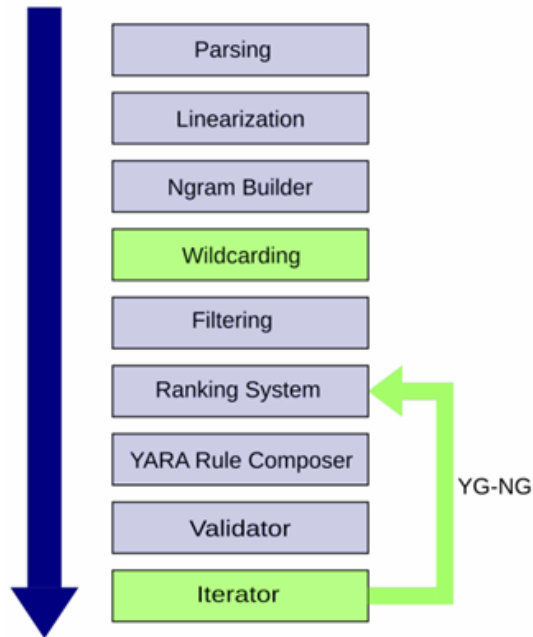 Parsing
Linearization
Ngram Builder
Wildcarding
Filtering
Ranking System
YARA Rule Composer
YG-NG
Validator
Iterator